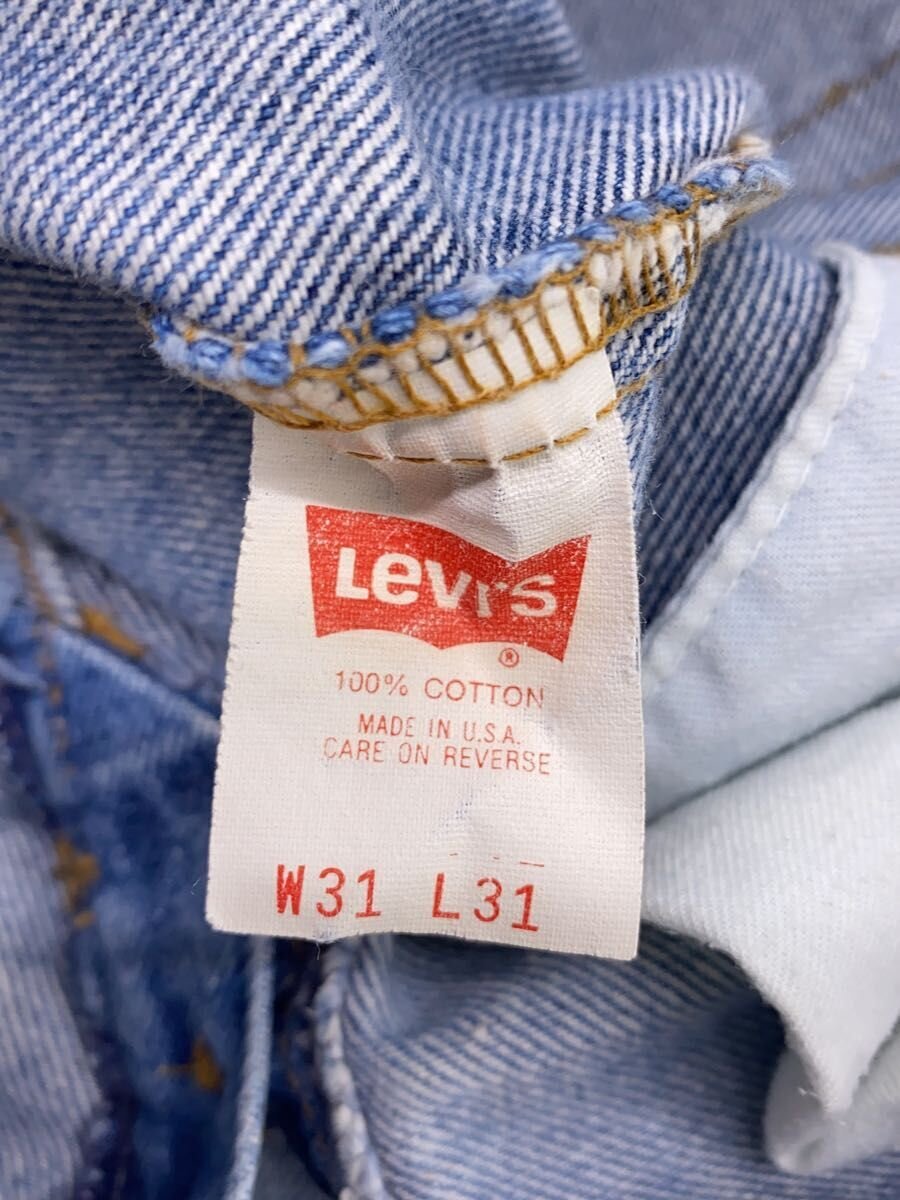 Levi's
®
100% COTTON
MADE IN U.S.A.
CARE ON REVERSE
W31 L31